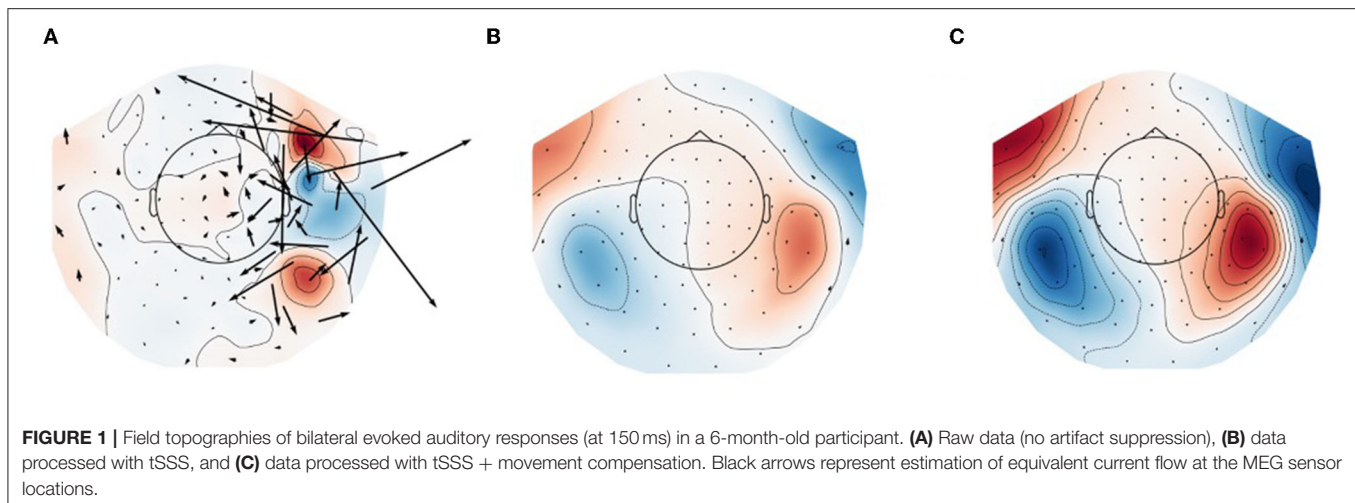 A
B
C
FIGURE 1 | Field topographies of bilateral evoked auditory responses (at 150 ms) in a 6-month-old participant. (A) Raw data (no artifact suppression), (B) data
processed with tSSS, and (C) data processed with tSSS + movement compensation. Black arrows represent estimation of equivalent current flow at the MEG sensor
locations.